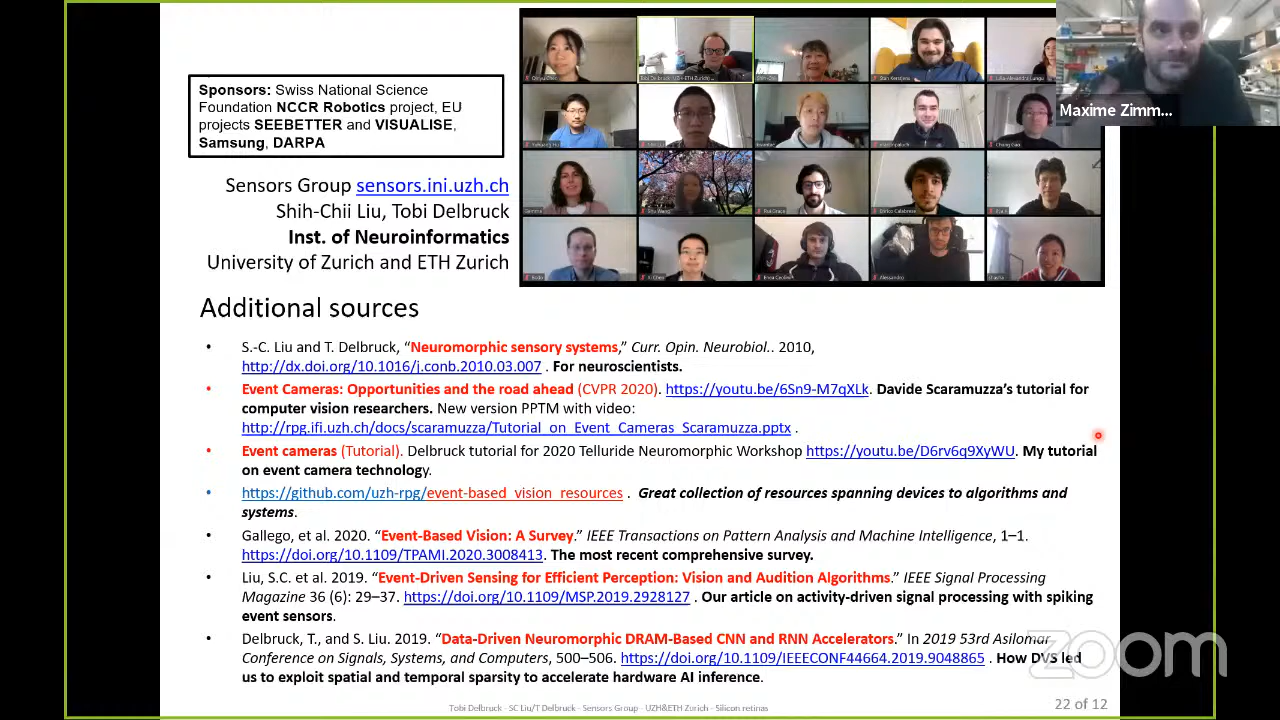 Sponsors: Swiss National Science
Foundation NCCR Robotics project, EU
projects SEEBETTER and VISUALISE,
Samsung, DARPA
Sensors Group sensors.ini.uzh.ch
Shih-Chii Liu, Tobi Delbruck
Inst. of Neuroinformatics
University of Zurich and ETH Zurich
Maxime Zimm...
Additional sources
• S.-C. Liu and T. Delbruck, “Neuromorphic sensory systems,” Curr. Opin. Neurobiol.. 2010,
http://dx.doi.org/10.1016/j.conb.2010.03.007 . For neuroscientists.
• Event Cameras: Opportunities and the road ahead (CVPR 2020). https://youtu.be/6Sn9-M7qXLk. Davide Scaramuzza’s tutorial for
computer vision researchers. New version PPTM with video:
http://rpg.ifi.uzh.ch/docs/scaramuzza/Tutorial_on_Event_Cameras_Scaramuzza.pptx .
• Event cameras (Tutorial). Delbruck tutorial for 2020 Telluride Neuromorphic Workshop https://youtu.be/D6rv6q9XyWU. My tutorial
on event camera technology.
• https://github.com/uzh-rpg/event-based_vision_resources . Great collection of resources spanning devices to algorithms and
systems.
• Gallego, et al. 2020. “Event-Based Vision: A Survey.” IEEE Transactions on Pattern Analysis and Machine Intelligence, 1–1.
https://doi.org/10.1109/TPAMI.2020.3008413. The most recent comprehensive survey.
• Liu, S.C. et al. 2019. “Event-Driven Sensing for Efficient Perception: Vision and Audition Algorithms.” IEEE Signal Processing
Magazine 36 (6): 29–37. https://doi.org/10.1109/MSP.2019.2928127 . Our article on activity-driven signal processing with spiking
event sensors.
• Delbruck, T., and S. Liu. 2019. “Data-Driven Neuromorphic DRAM-Based CNN and RNN Accelerators.” In 2019 53rd Asilomar
Conference on Signals, Systems, and Computers, 500–506. https://doi.org/10.1109/IEEECONF44664.2019.9048865 . How DVS led
us to exploit spatial and temporal sparsity to accelerate hardware AI inference.
zoom
Tobi Delbruck - SC Liu/T Delbruck - Sensors Group - UZH&ETH Zurich - Silicon retinas
22 of 12